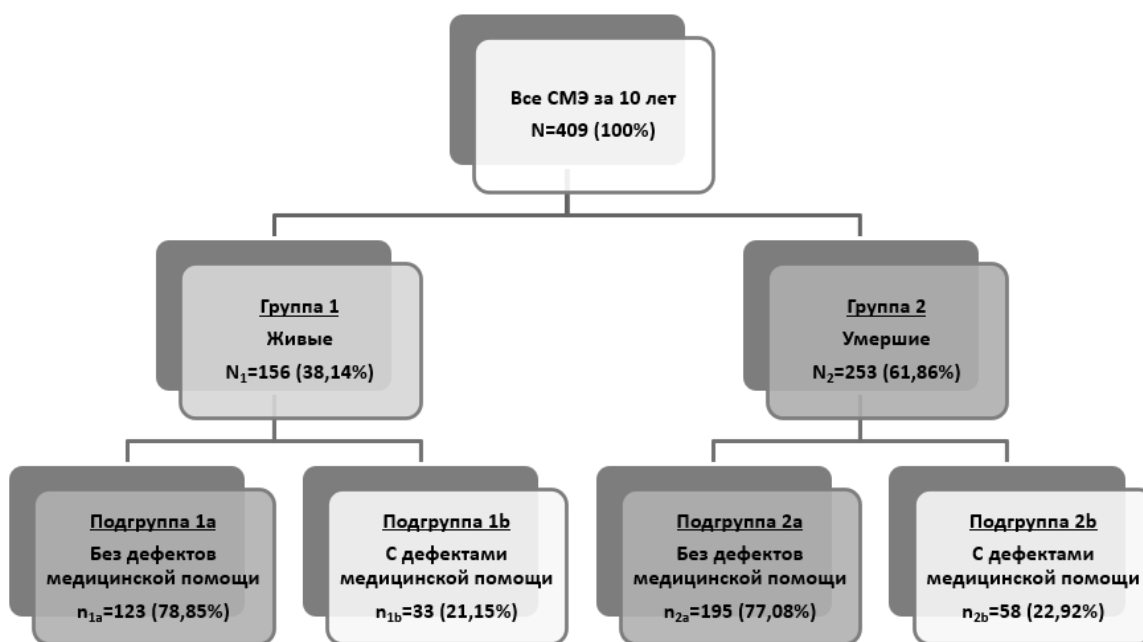 Все СМЭ за 10 лет
N=409 (100%)
Группа 1
Живые
N₁=156 (38,14%)
Группа 2
Умершие
N₂=253 (61,86%)
Подгруппа 1a
Без дефектов
медицинской помощи
n₁ₐ=123 (78,85%)
Подгруппа 1b
С дефектами
медицинской помощи
n1b=33 (21,15%)
Подгруппа 2a
Без дефектов
медицинской помощи
n₂ₐ=195 (77,08%)
Подгруппа 2b
С дефектами
медицинской помощи
n2b=58 (22,92%)